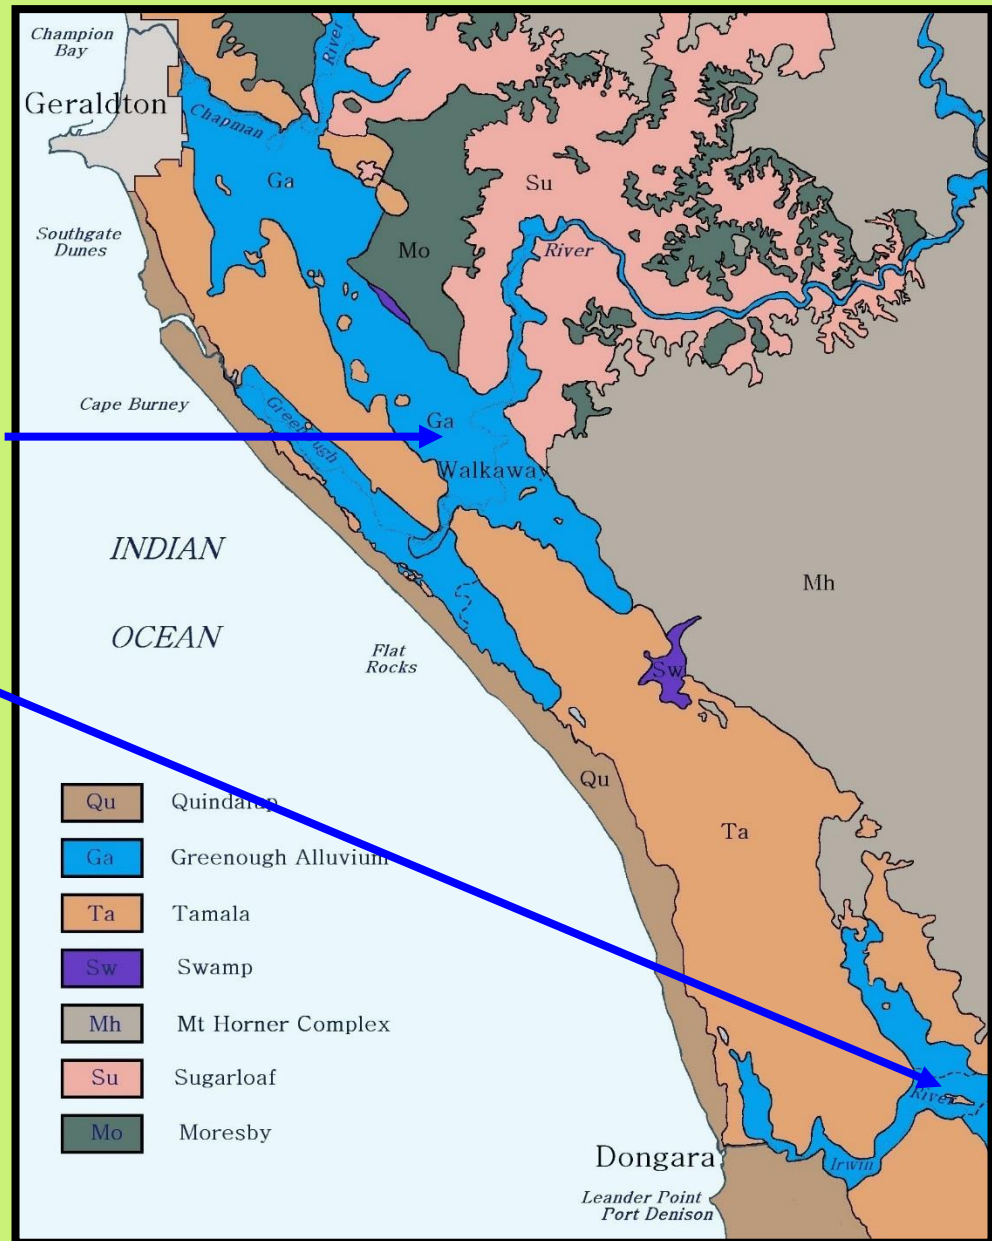 Champion
Bay
River
Geraldton
Chapman
Ga
Su
Southgate
Dunes
Mo
River
Cape Burney
Greenough
Ga
Walkaway
INDIAN
OCEAN
Mh
Flat
Rocks
Sw
Qu
Ta
Qu Quindalup
Ga Greenough Alluvium
Ta Tamala
Sw Swamp
Mh Mt Horner Complex
Su Sugarloaf
Mo Moresby
River
Dongara
Irwin
Leander Point
Port Denison